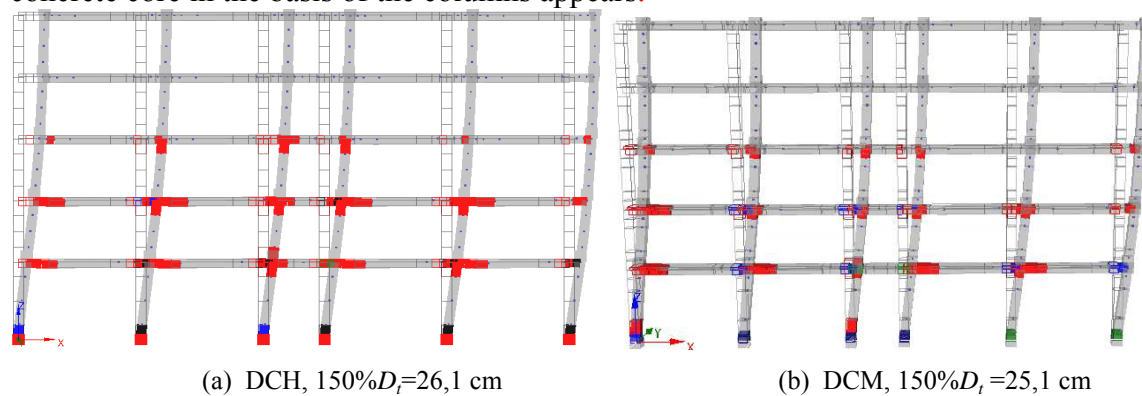 concrete core in the basis of the columns appears.
X
Y
X
(a) DCH, 150%Dt=26,1 cm
(b) DCM, 150%Dt =25,1 cm